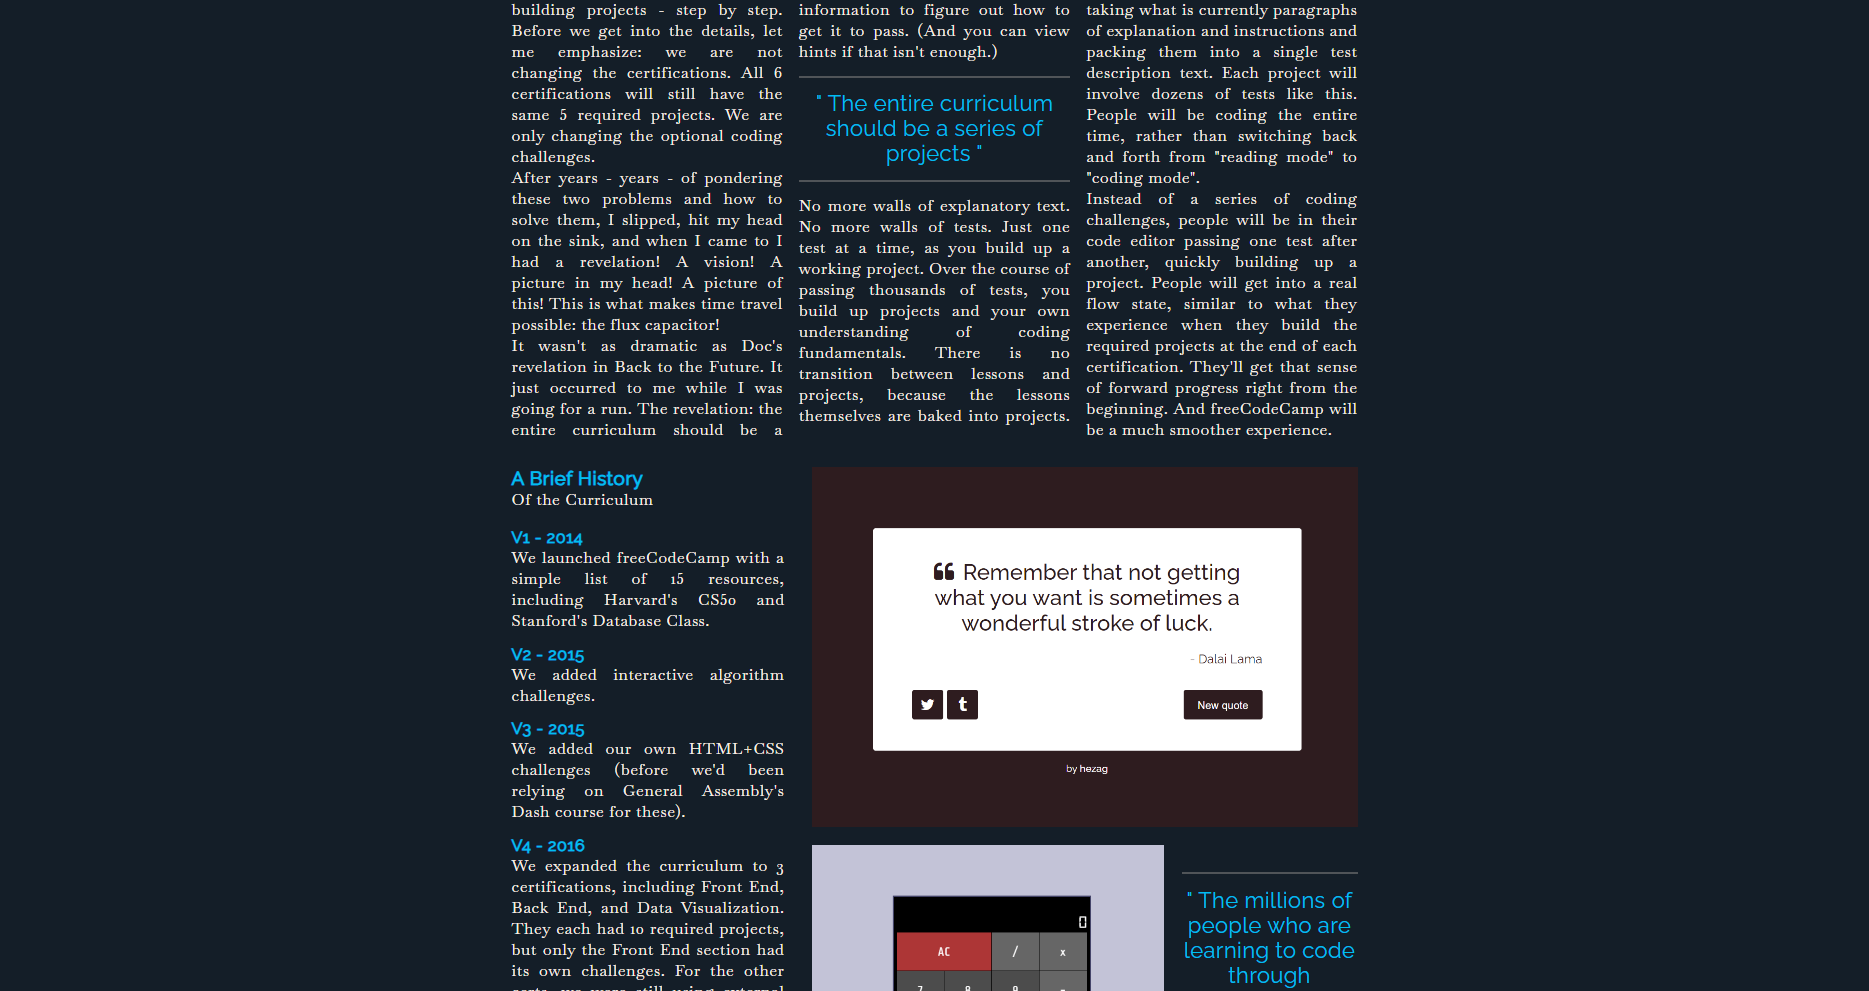 building projects - step by step.
Before we get into the details, let
me emphasize: we are not
changing the certifications. All 6
certifications will still have the
same 5 required projects. We are
only changing the optional coding
challenges.
After years - years - of pondering
these two problems and how to
solve them, I slipped, hit my head
on the sink, and when I came to I
had a revelation! A vision! A
picture in my head! A picture of
this! This is what makes time travel
possible: the flux capacitor!
It wasn't as dramatic as Doc's
revelation in Back to the Future. It
just occurred to me while I was
going for a run. The revelation: the
entire curriculum should be a
information to figure out how to
get it to pass. (And you can view
hints if that isn't enough.)
" The entire curriculum
should be a series of
projects "
No more walls of explanatory text.
No more walls of tests. Just one
test at a time, as you build up a
working project. Over the course of
passing thousands of tests, you
build up projects and your own
understanding of coding
fundamentals. There is no
transition between lessons and
projects, because the lessons
themselves are baked into projects.
taking what is currently paragraphs
of explanation and instructions and
packing them into a single test
description text. Each project will
involve dozens of tests like this.
People will be coding the entire
time, rather than switching back
and forth from "reading mode" to
"coding mode".
Instead of a series of coding
challenges, people will be in their
code editor passing one test after
another, quickly building up a
project. People will get into a real
flow state, similar to what they
experience when they build the
required projects at the end of each
certification. They'll get that sense
of forward progress right from the
beginning. And freeCodeCamp will
be a much smoother experience.
A Brief History
Of the Curriculum
V1 - 2014
We launched freeCodeCamp with a
simple list of 15 resources,
including Harvard's CS50 and
Stanford's Database Class.
V2 - 2015
We added interactive algorithm
challenges.
V3 - 2015
We added our own HTML+CSS
challenges (before we'd been
relying on General Assembly's
Dash course for these).
V4 - 2016
We expanded the curriculum to 3
certifications, including Front End,
Back End, and Data Visualization.
They each had 10 required projects,
but only the Front End section had
its own challenges. For the other
certs, we were still using external
“ Remember that not getting
what you want is sometimes a
wonderful stroke of luck.
- Dalai Lama
New quote
by hezag
0
AC / x
7 8 9 -
" The millions of
people who are
learning to code
through